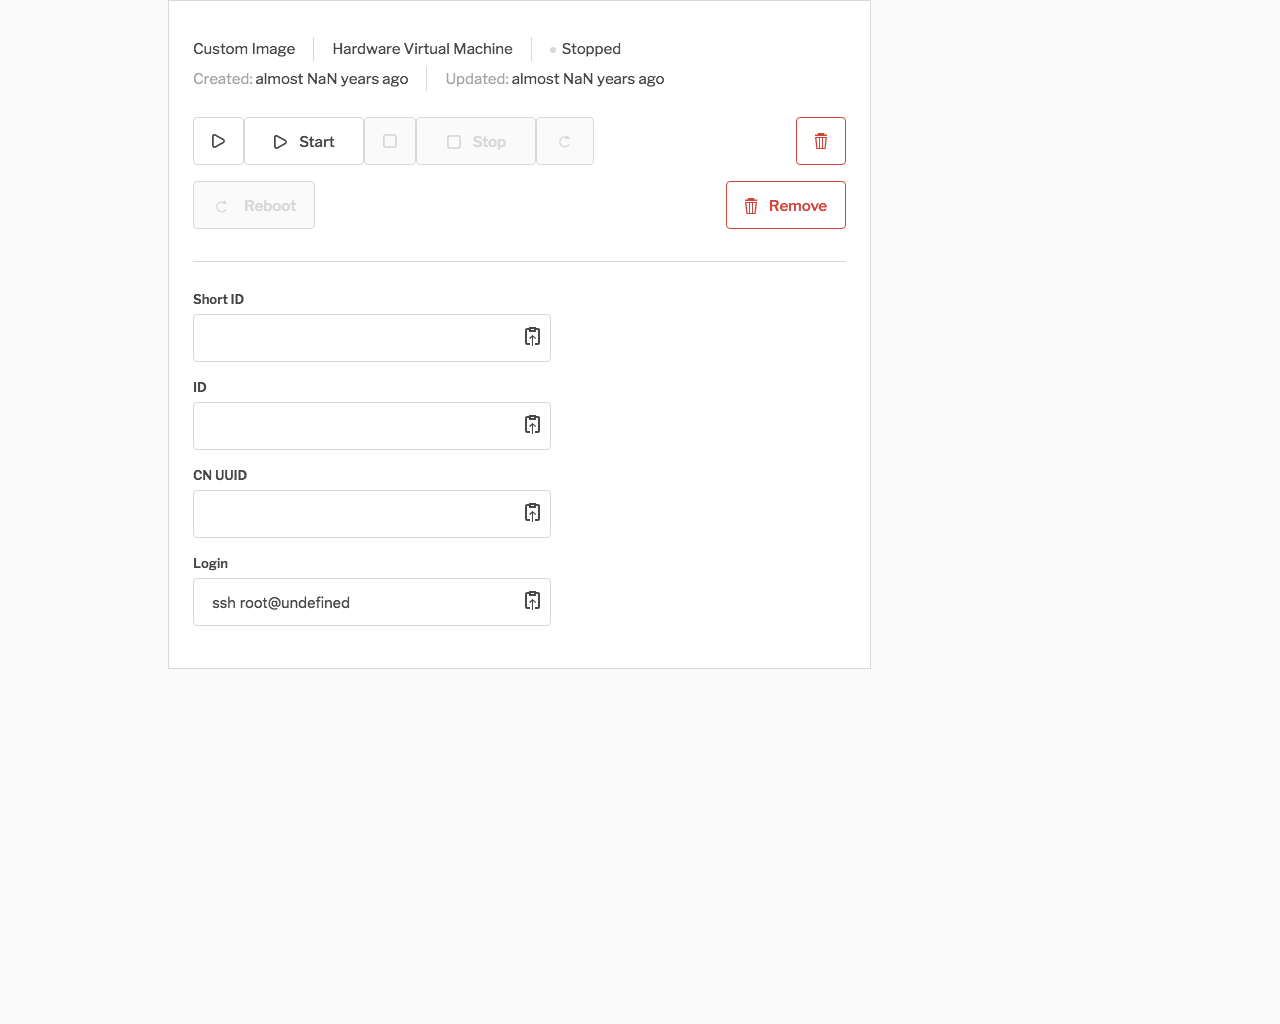 Custom Image Hardware Virtual Machine Stopped
Created: almost NaN years ago Updated: almost NaN years ago
Start Stop
Reboot Remove
Short ID
ID
CN UUID
Login
ssh root@undefined